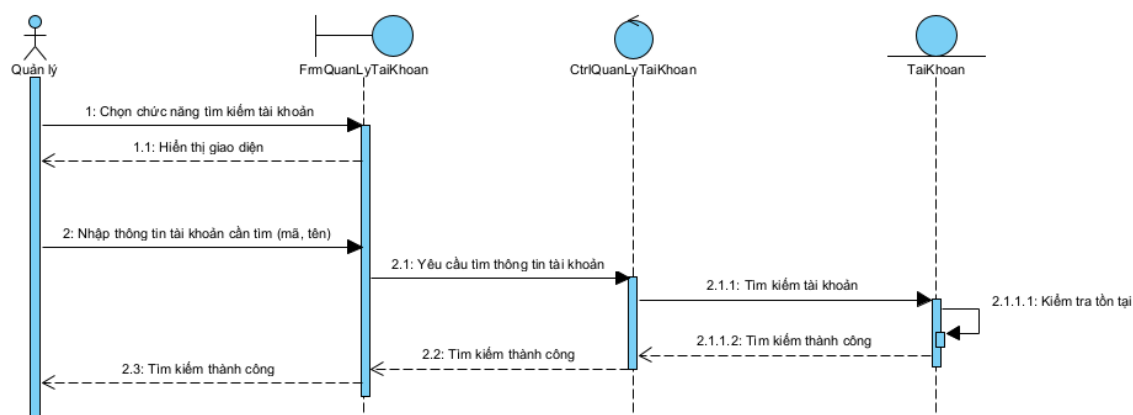 Quản lý
FrmQuanLyTaiKhoan
CtrlQuanLyTaiKhoan
TaiKhoan
1: Chọn chức năng tìm kiếm tài khoản
1.1: Hiển thị giao diện
2: Nhập thông tin tài khoản cần tìm (mã, tên)
2.1: Yêu cầu tìm thông tin tài khoản
2.1.1: Tìm kiếm tài khoản
2.1.1.1: Kiểm tra tồn tại
2.1.1.2: Tìm kiếm thành công
2.2: Tìm kiếm thành công
2.3: Tìm kiếm thành công